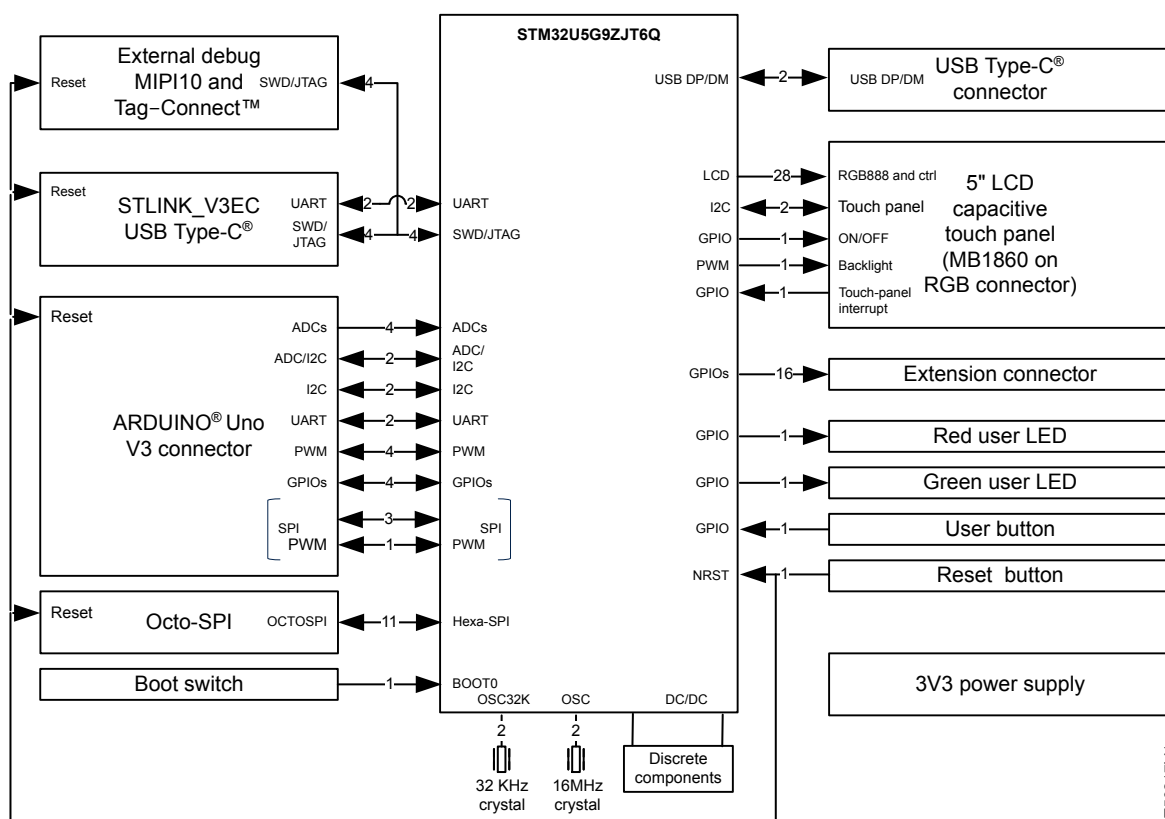 STM32U5G9ZJT6Q
External debug
MIPI10 and
Tag–Connect™
Reset
SWD/JTAG
4
Reset
STLINK_V3EC
USB Type-C®
UART
2
2
UART
SWD/
JTAG
4
4
SWD/JTAG
Reset
ARDUINO® Uno
V3 connector
ADCs
4
ADCs
ADC/I2C
2
ADC/
I2C
I2C
2
I2C
UART
2
UART
PWM
4
PWM
GPIOs
4
GPIOs
SPI
3
SPI
PWM
1
PWM
Reset
Octo-SPI
OCTOSPI
11
Hexa-SPI
Boot switch
1
BOOT0
OSC32K
OSC
DC/DC
2
2
32 KHz
crystal
16MHz
crystal
Discrete
components
USB DP/DM
2
USB DP/DM
USB Type-C®
connector
LCD
28
RGB888 and ctrl
I2C
2
Touch panel
GPIO
1
ON/OFF
PWM
1
Backlight
GPIO
1
Touch-panel
interrupt
5" LCD
capacitive
touch panel
(MB1860 on
RGB connector)
GPIOs
16
Extension connector
GPIO
1
Red user LED
GPIO
1
Green user LED
GPIO
1
User button
NRST
1
Reset button
3V3 power supply